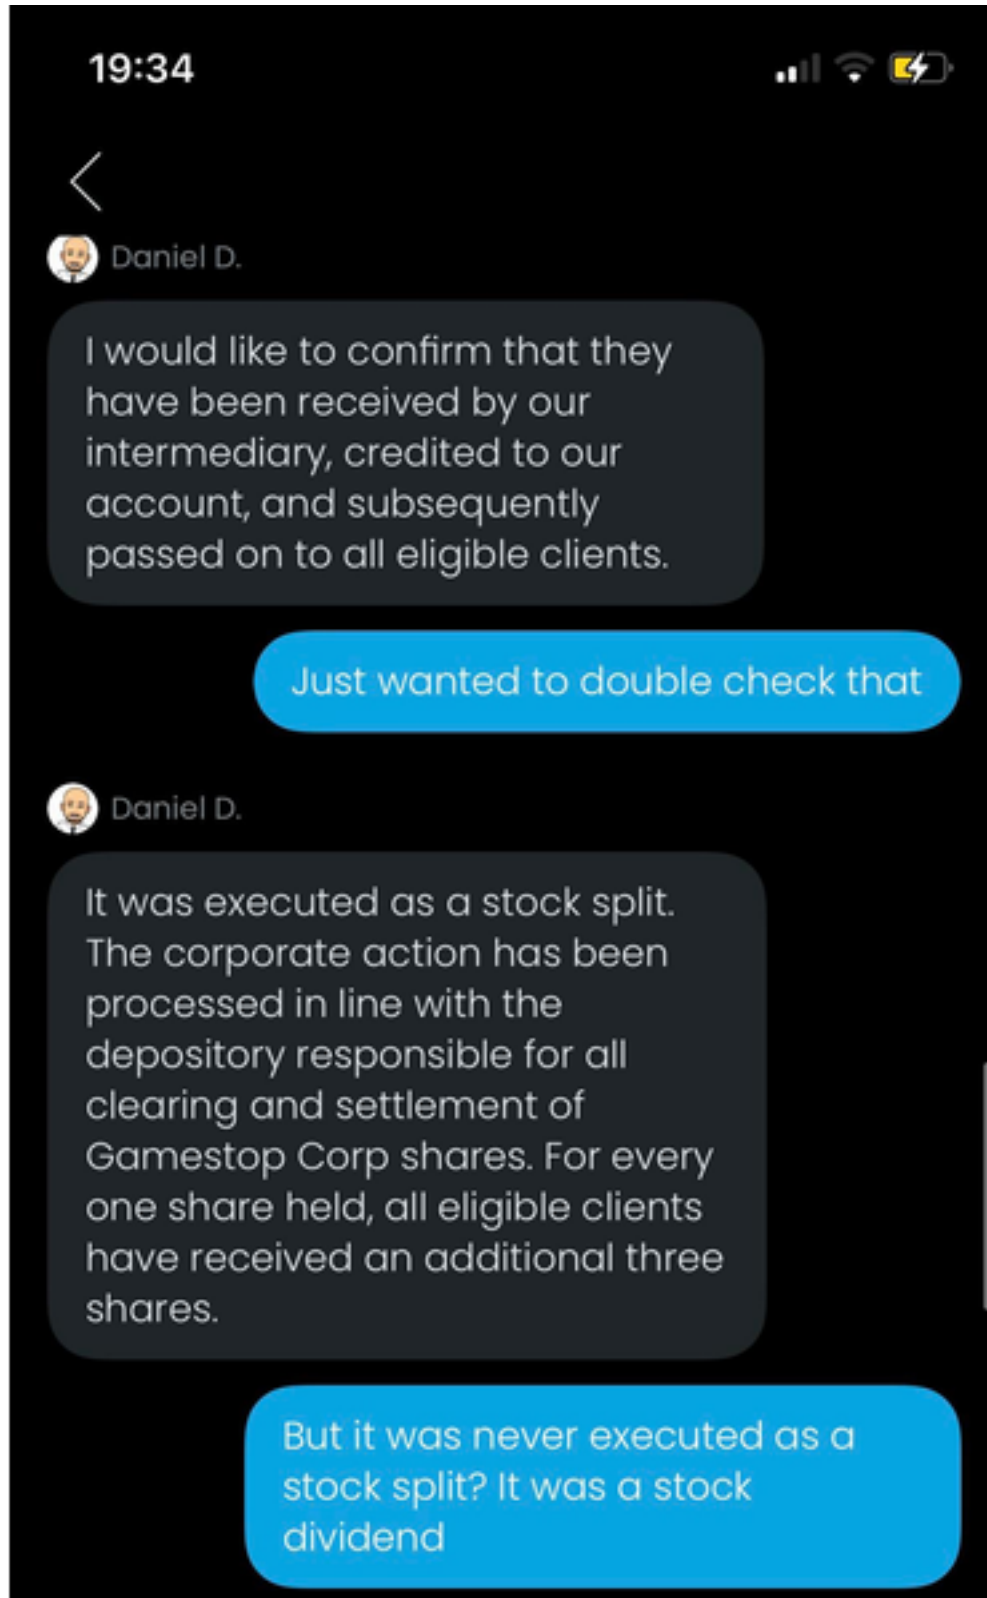 19:34
Daniel D.
I would like to confirm that they
have been received by our
intermediary, credited to our
account, and subsequently
passed on to all eligible clients.
Just wanted to double check that
Daniel D.
It was executed as a stock split.
The corporate action has been
processed in line with the
depository responsible for all
clearing and settlement of
Gamestop Corp shares. For every
one share held, all eligible clients
have received an additional three
shares.
But it was never executed as a
stock split? It was a stock
dividend